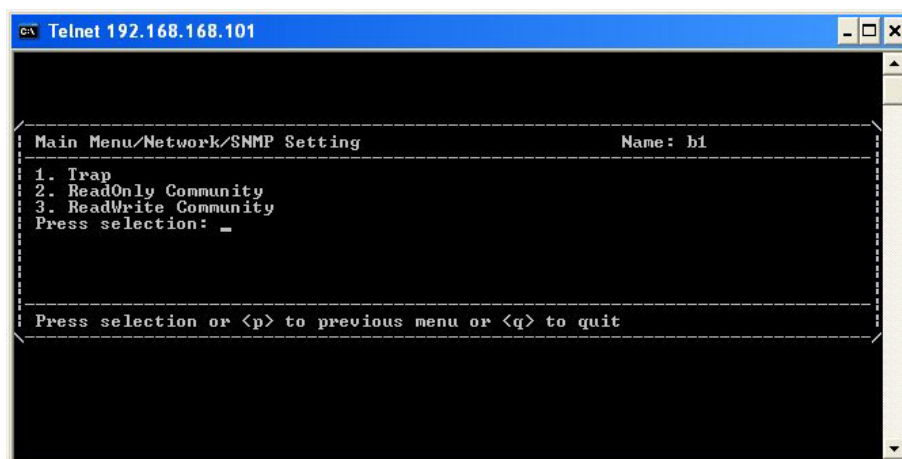 Telnet 192.168.168.101
Main Menu/Network/SNMP Setting Name: b1
1. Trap
2. ReadOnly Community
3. ReadWrite Community
Press selection: _
Press selection or <p> to previous menu or <q> to quit